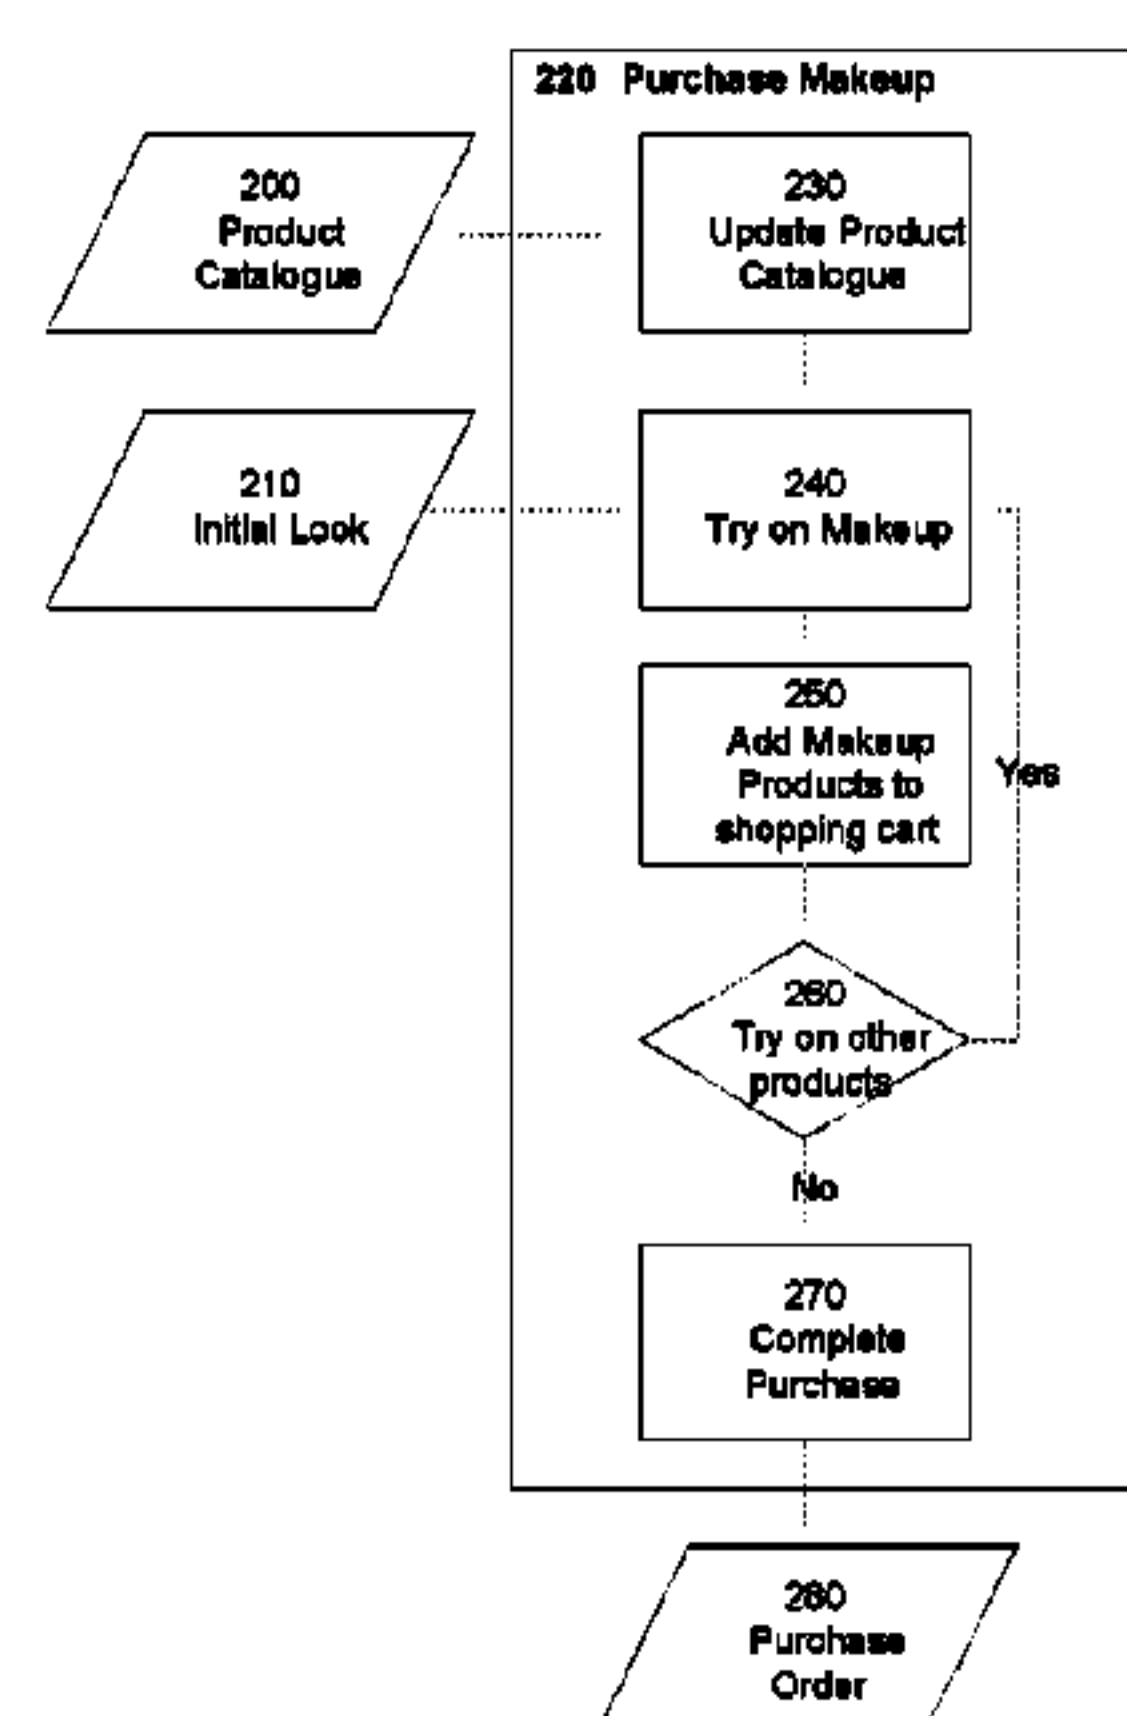 220 Purchase Makeup
200
Product
Catalogue
230
Update Product
Catalogue
210
Initial Look
240
Try on Makeup
250
Add Makeup
Products to
shopping cart
Yes
260
Try on other
products
No
270
Complete
Purchase
280
Purchase
Order